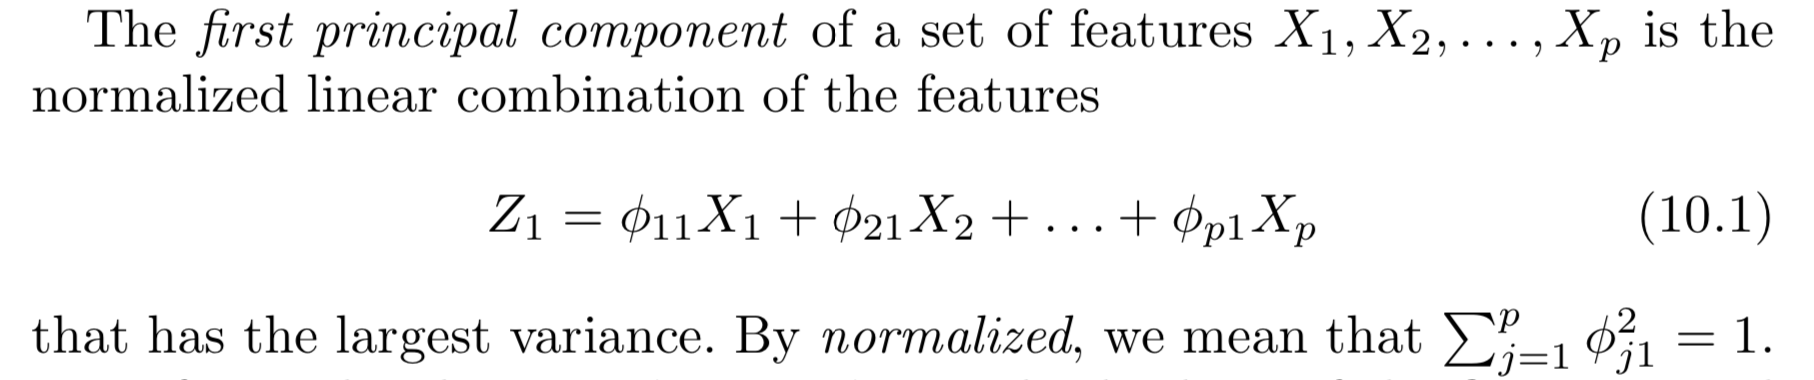 The first principal component of a set of features X₁, X₂, . . . , Xₚ is the
normalized linear combination of the features
Z₁ = ϕ₁₁X₁ + ϕ₂₁X₂ + . . . + ϕₚ₁Xₚ (10.1)
that has the largest variance. By normalized, we mean that ∑ᵖⱼ₌₁ ϕ²ⱼ₁ = 1.